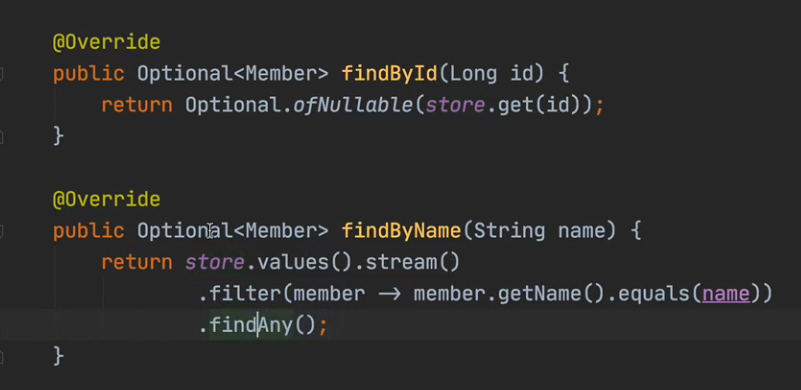 @Override
public Optional<Member> findById(Long id) {
return Optional.ofNullable(store.get(id));
}
@Override
public Optional<Member> findByName(String name) {
return store.values().stream()
.filter(member -> member.getName().equals(name))
.findAny();
}